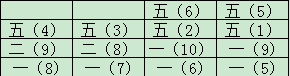 五（6） 五（5）
五（4） 五（3） 五（2） 五（1）
二（9） 二（8） 一（10） 一（9）
一（8） 一（7） 一（6） 一（5）